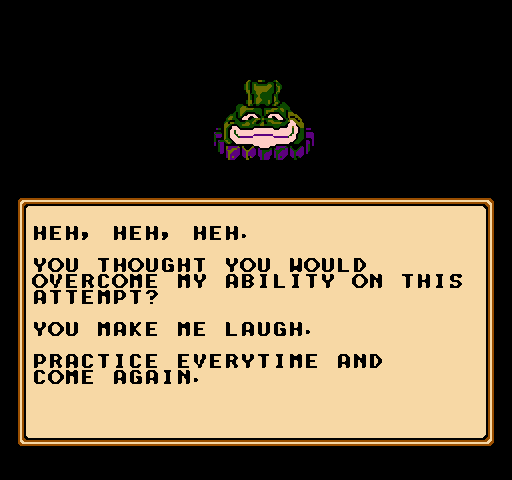 HEH, HEH, HEH.
YOU THOUGHT YOU WOULD
OVERCOME MY ABILITY ON THIS
ATTEMPT?
YOU MAKE ME LAUGH.
PRACTICE EVERYTIME AND
COME AGAIN.